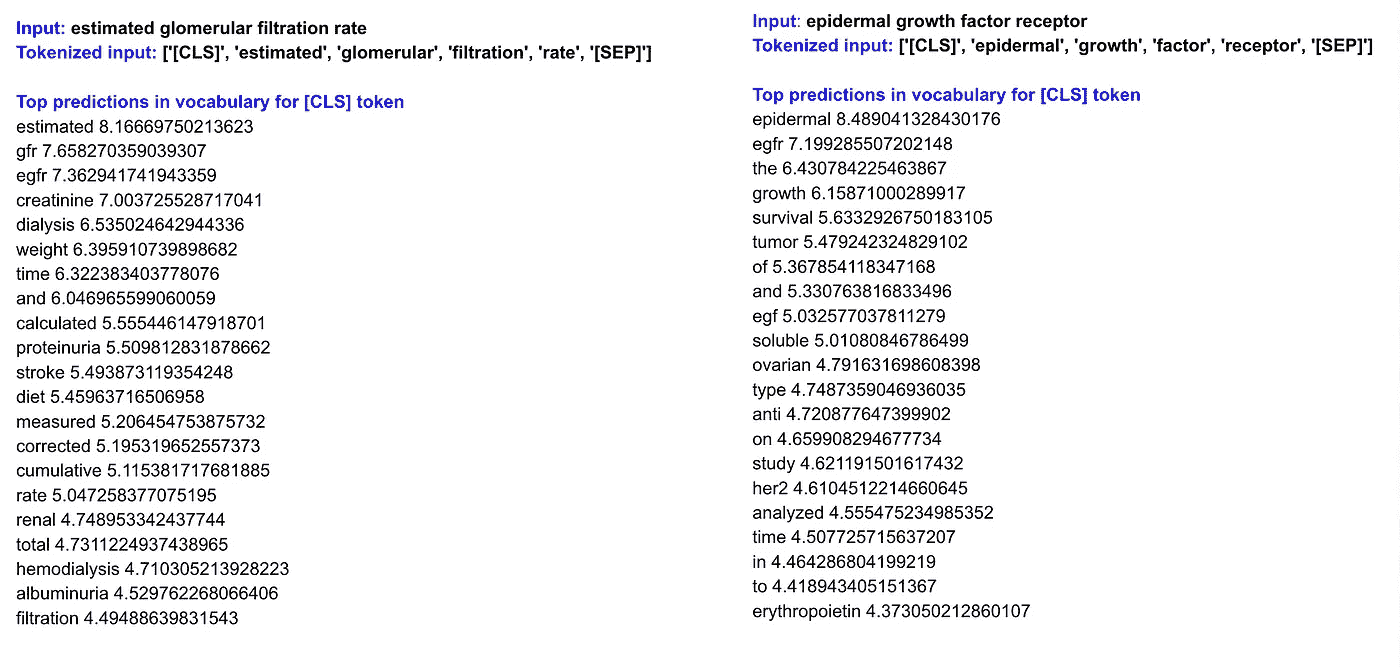 Input: estimated glomerular filtration rate
Tokenized input: ['[CLS]', 'estimated', 'glomerular', 'filtration', 'rate', '[SEP]']
Top predictions in vocabulary for [CLS] token
estimated 8.16669750213623
gfr 7.658270359039307
egfr 7.362941741943359
creatinine 7.003725528717041
dialysis 6.535024642944336
weight 6.395910739898682
time 6.322383403778076
and 6.046965599060059
calculated 5.555446147918701
proteinuria 5.509812831878662
stroke 5.493873119354248
diet 5.45963716506958
measured 5.206454753875732
corrected 5.195319652557373
cumulative 5.115381717681885
rate 5.047258377075195
renal 4.748953342437744
total 4.7311224937438965
hemodialysis 4.710305213928223
albuminuria 4.529762268066406
filtration 4.49488639831543
Input: epidermal growth factor receptor
Tokenized input: ['[CLS]', 'epidermal', 'growth', 'factor', 'receptor', '[SEP]']
Top predictions in vocabulary for [CLS] token
epidermal 8.489041328430176
egfr 7.199285507202148
the 6.430784225463867
growth 6.15871000289917
survival 5.6332926750183105
tumor 5.479242324829102
of 5.367854118347168
and 5.330763816833496
egf 5.032577037811279
soluble 5.01080846786499
ovarian 4.791631698608398
type 4.7487359046936035
anti 4.720877647399902
on 4.659908294677734
study 4.621191501617432
her2 4.6104512214660645
analyzed 4.555475234985352
time 4.507725715637207
in 4.464286804199219
to 4.418943405151367
erythropoietin 4.373050212860107